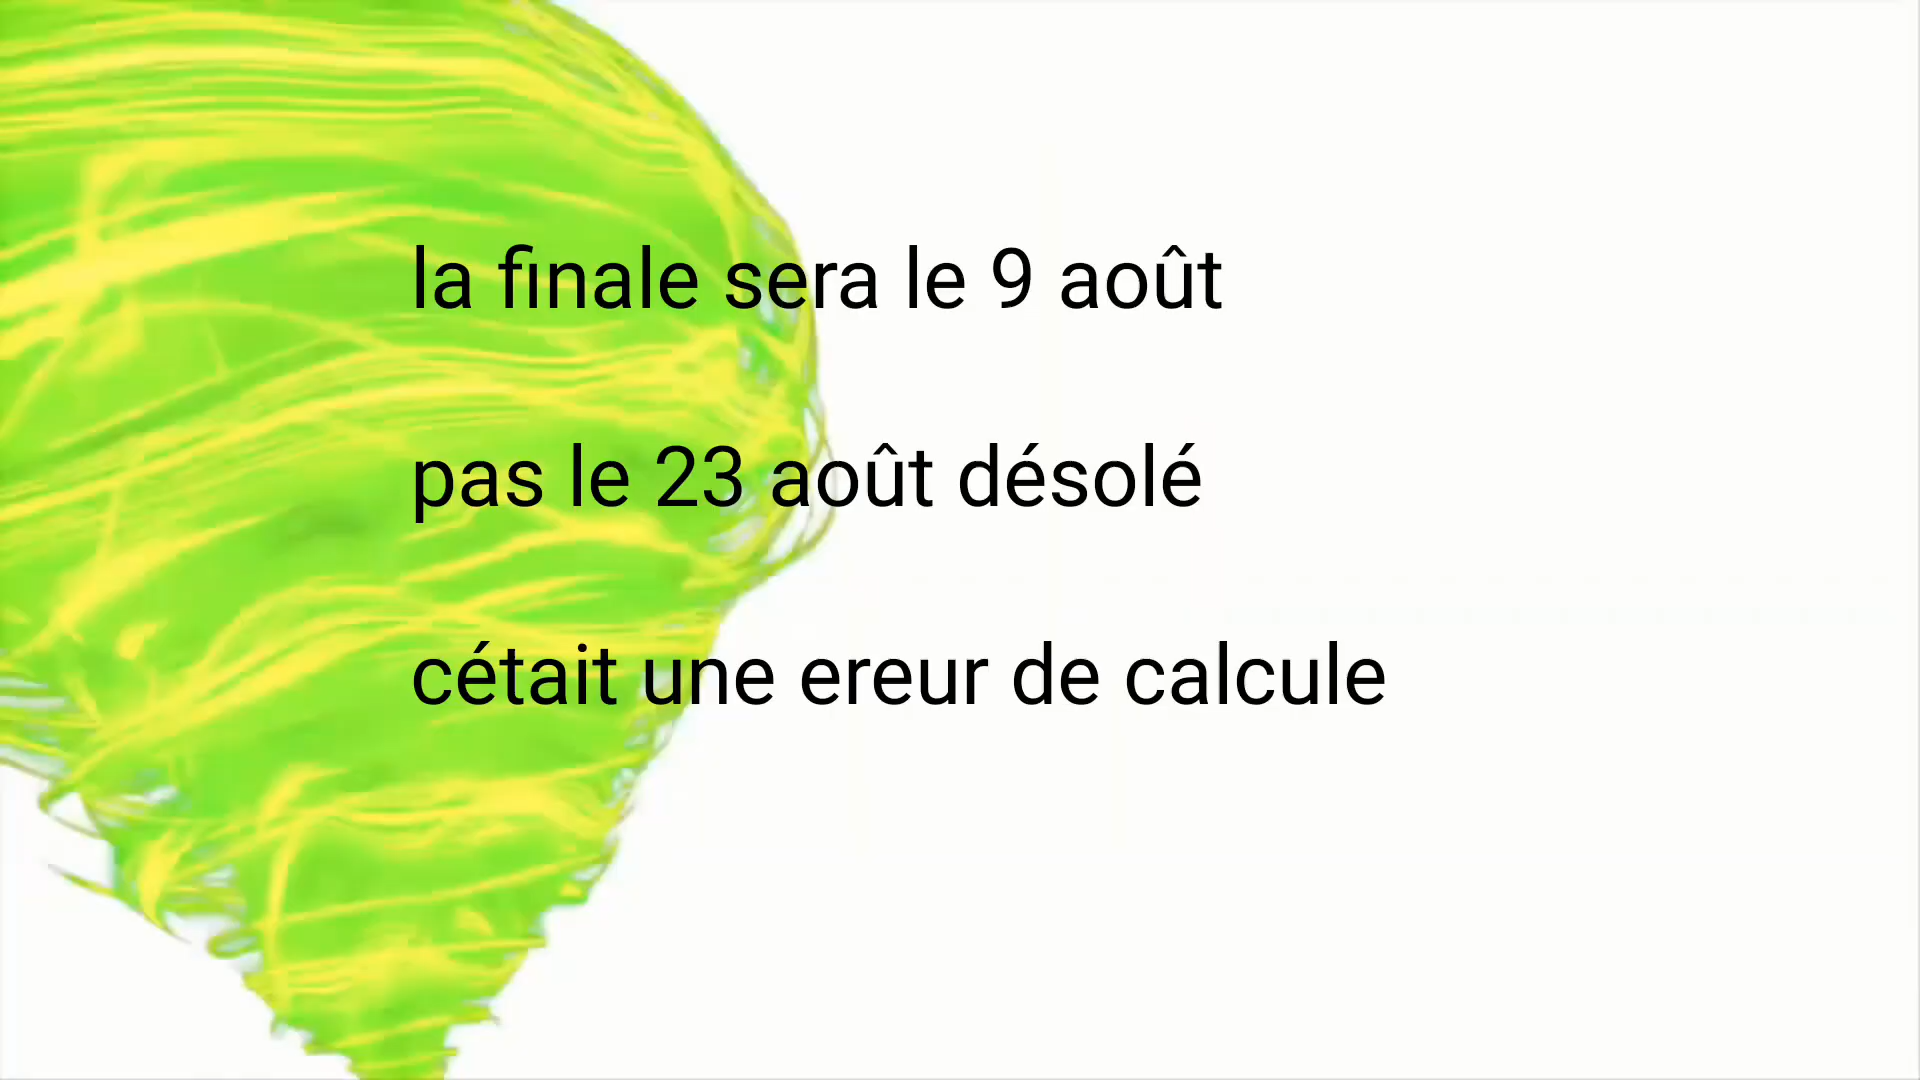 la finale sera le 9 août
pas le 23 août désolé
cétait une ereur de calcule